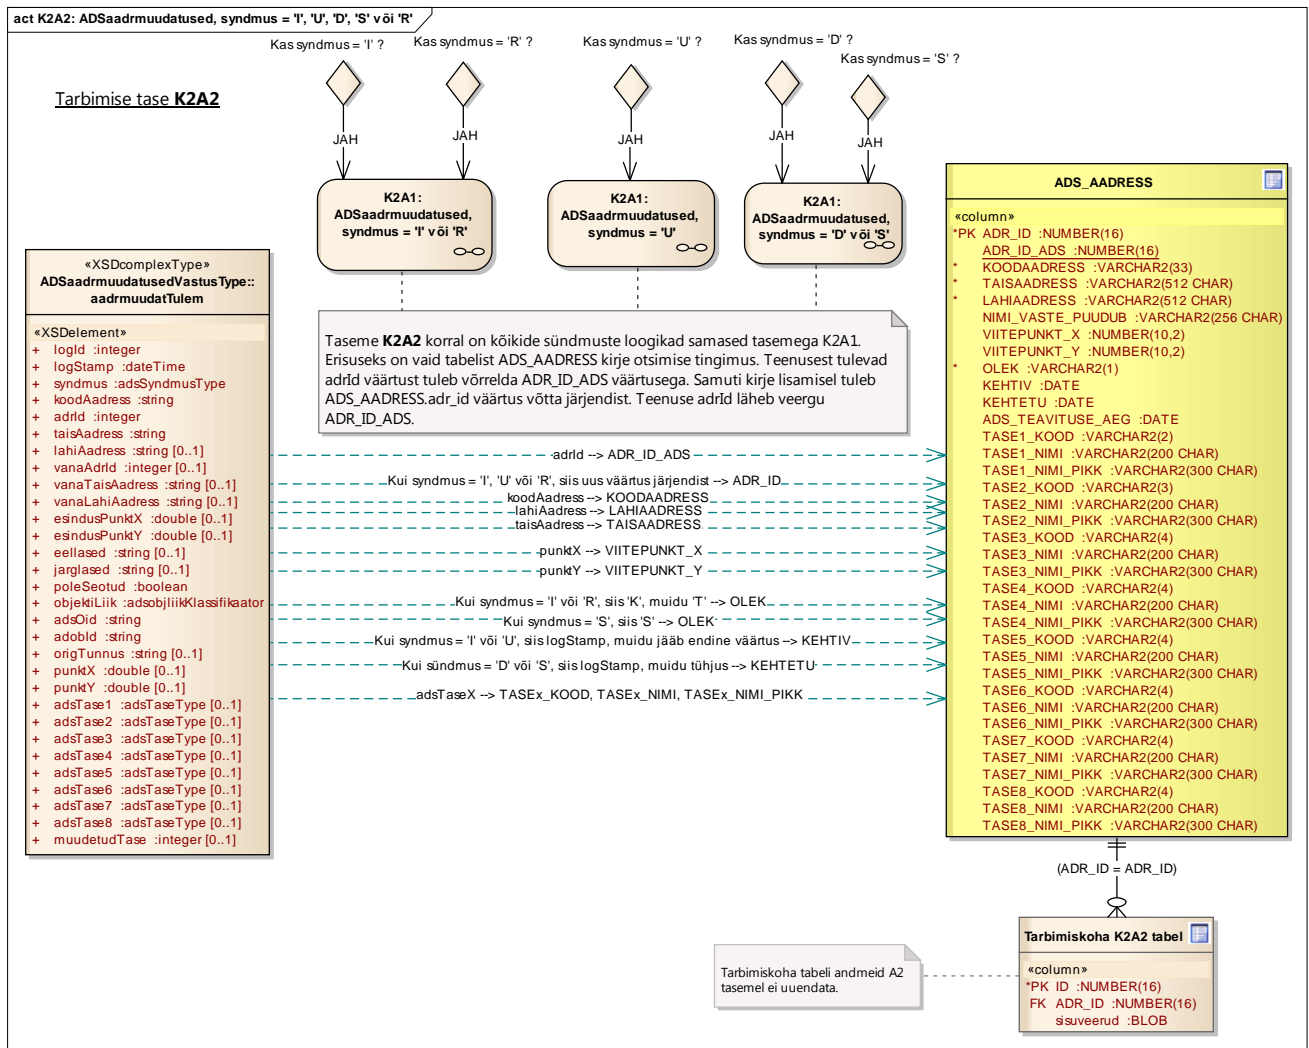 act K2A2: ADSaadrmuudatused, syndmus = 'I', 'U', 'D', 'S' või 'R'
Tarbimise tase K2A2
Kas syndmus = 'I' ?
Kas syndmus = 'R' ?
Kas syndmus = 'U' ?
Kas syndmus = 'D' ?
Kas syndmus = 'S' ?
JAH
JAH
JAH
JAH
JAH
K2A1:
ADSaadrmuudatused,
syndmus = 'I' või 'R'
K2A1:
ADSaadrmuudatused,
syndmus = 'U'
K2A1:
ADSaadrmuudatused,
syndmus = 'D' või 'S'
Taseme K2A2 korral on kõikide sündmuste loogikad samased tasemega K2A1.
Erisuseks on vaid tabelist ADS_AADRESS kirje otsimise tingimus. Teenusest tulevad
adrId väärtust tuleb võrrelda ADR_ID_ADS väärtusega. Samuti kirje lisamisel tuleb
ADS_AADRESS.adr_id väärtus võtta järjendist. Teenuse adrId läheb veergu
ADR_ID_ADS.
«XSDcomplexType»
ADSaadrmuudatusedVastusType::
aadrmuudatTulem
«XSDelement»
+ logId :integer
+ logStamp :dateTime
+ syndmus :adsSyndmusType
+ koodAadress :string
+ adrId :integer
+ taisAadress :string
+ lahiAadress :string [0..1]
+ vanaAdrId :integer [0..1]
+ vanaTaisAadress :string [0..1]
+ vanaLahiAadress :string [0..1]
+ esindusPunktX :double [0..1]
+ esindusPunktY :double [0..1]
+ eellased :string [0..1]
+ jarglased :string [0..1]
+ poleSeotud :boolean
+ objektiLiik :adsobjliikKlassifikaator
+ adsOid :string
+ adobId :string
+ origTunnus :string [0..1]
+ punktX :double [0..1]
+ punktY :double [0..1]
+ adsTase1 :adsTaseType [0..1]
+ adsTase2 :adsTaseType [0..1]
+ adsTase3 :adsTaseType [0..1]
+ adsTase4 :adsTaseType [0..1]
+ adsTase5 :adsTaseType [0..1]
+ adsTase6 :adsTaseType [0..1]
+ adsTase7 :adsTaseType [0..1]
+ adsTase8 :adsTaseType [0..1]
+ muudetudTase :integer [0..1]
adrId --> ADR_ID_ADS
Kui syndmus = 'I', 'U' või 'R', siis uus väärtus järjendist --> ADR_ID
koodAadress --> KOODAADRESS
lahiAadress --> LAHIAADRESS
taisAadress --> TAISAADRESS
punktX --> VIITEPUNKT_X
punktY --> VIITEPUNKT_Y
Kui syndmus = 'I' või 'R', siis 'K', muidu 'T' --> OLEK
Kui syndmus = 'S', siis 'S' --> OLEK
Kui syndmus = 'I' või 'U', siis logStamp, muidu jääb endine väärtus --> KEHTIV
Kui sündmus = 'D' või 'S', siis logStamp, muidu tühjus --> KEHTETU
adsTaseX --> TASEx_KOOD, TASEx_NIMI, TASEx_NIMI_PIKK
ADS_AADRESS
«column»
*PK ADR_ID :NUMBER(16)
ADR_ID_ADS :NUMBER(16)
* KOODAADRESS :VARCHAR2(33)
* TAISAADRESS :VARCHAR2(512 CHAR)
* LAHIAADRESS :VARCHAR2(512 CHAR)
NIMI_VASTE_PUUDUB :VARCHAR2(256 CHAR)
VIITEPUNKT_X :NUMBER(10,2)
VIITEPUNKT_Y :NUMBER(10,2)
* OLEK :VARCHAR2(1)
KEHTIV :DATE
KEHTETU :DATE
ADS_TEAVITUSE_AEG :DATE
TASE1_KOOD :VARCHAR2(2)
TASE1_NIMI :VARCHAR2(200 CHAR)
TASE1_NIMI_PIKK :VARCHAR2(300 CHAR)
TASE2_KOOD :VARCHAR2(3)
TASE2_NIMI :VARCHAR2(200 CHAR)
TASE2_NIMI_PIKK :VARCHAR2(300 CHAR)
TASE3_KOOD :VARCHAR2(4)
TASE3_NIMI :VARCHAR2(200 CHAR)
TASE3_NIMI_PIKK :VARCHAR2(300 CHAR)
TASE4_KOOD :VARCHAR2(4)
TASE4_NIMI :VARCHAR2(200 CHAR)
TASE4_NIMI_PIKK :VARCHAR2(300 CHAR)
TASE5_KOOD :VARCHAR2(4)
TASE5_NIMI :VARCHAR2(200 CHAR)
TASE5_NIMI_PIKK :VARCHAR2(300 CHAR)
TASE6_KOOD :VARCHAR2(4)
TASE6_NIMI :VARCHAR2(200 CHAR)
TASE6_NIMI_PIKK :VARCHAR2(300 CHAR)
TASE7_KOOD :VARCHAR2(4)
TASE7_NIMI :VARCHAR2(200 CHAR)
TASE7_NIMI_PIKK :VARCHAR2(300 CHAR)
TASE8_KOOD :VARCHAR2(4)
TASE8_NIMI :VARCHAR2(200 CHAR)
TASE8_NIMI_PIKK :VARCHAR2(300 CHAR)
(ADR_ID = ADR_ID)
Tarbimiskoha K2A2 tabel
«column»
*PK ID :NUMBER(16)
FK ADR_ID :NUMBER(16)
sisuveerud :BLOB
Tarbimiskoha tabeli andmeid A2
tasemel ei uuendata.